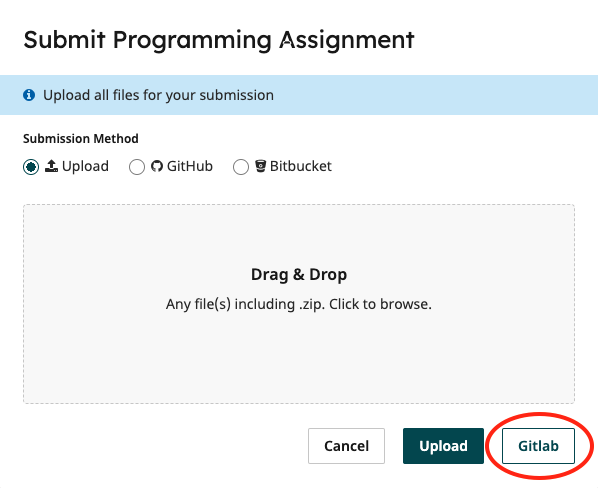 Submit Programming Assignment
Upload all files for your submission
Submission Method
Upload GitHub Bitbucket
Drag & Drop
Any file(s) including .zip. Click to browse.
Cancel Upload Gitlab